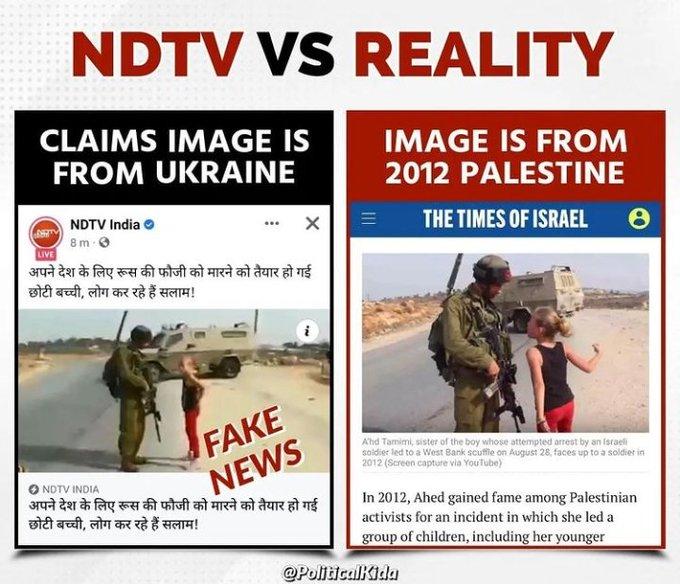 NDTV VS REALITY
CLAIMS IMAGE IS
FROM UKRAINE
NDTV India
8 m
NDTV
LIVE
अपने देश के लिए रूस की फौजी को मारने को तैयार हो गई
छोटी बच्ची, लोग कर रहे हैं सलाम!
i
FAKE
NEWS
NDTV INDIA
अपने देश के लिए रूस की फौजी को मारने को तैयार हो गई
छोटी बच्ची, लोग कर रहे हैं सलाम!
IMAGE IS FROM
2012 PALESTINE
THE TIMES OF ISRAEL
A'hd Tamimi, sister of the boy whose attempted arrest by an Israeli
soldier led to a West Bank scuffle on August 28, faces up to a soldier in
2012 (Screen capture via YouTube)
In 2012, Ahed gained fame among Palestinian
activists for an incident in which she led a
group of children, including her younger
@PoliticalKida